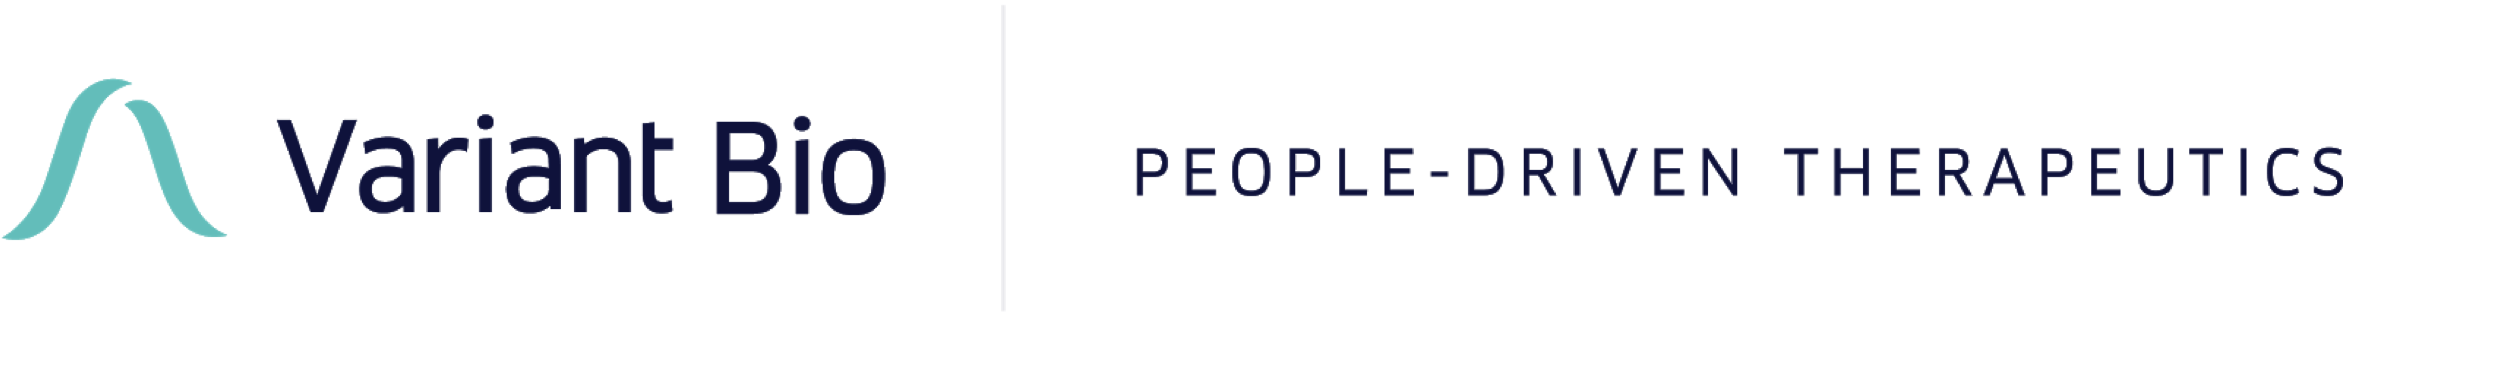 Variant Bio
PEOPLE-DRIVEN THERAPEUTICS